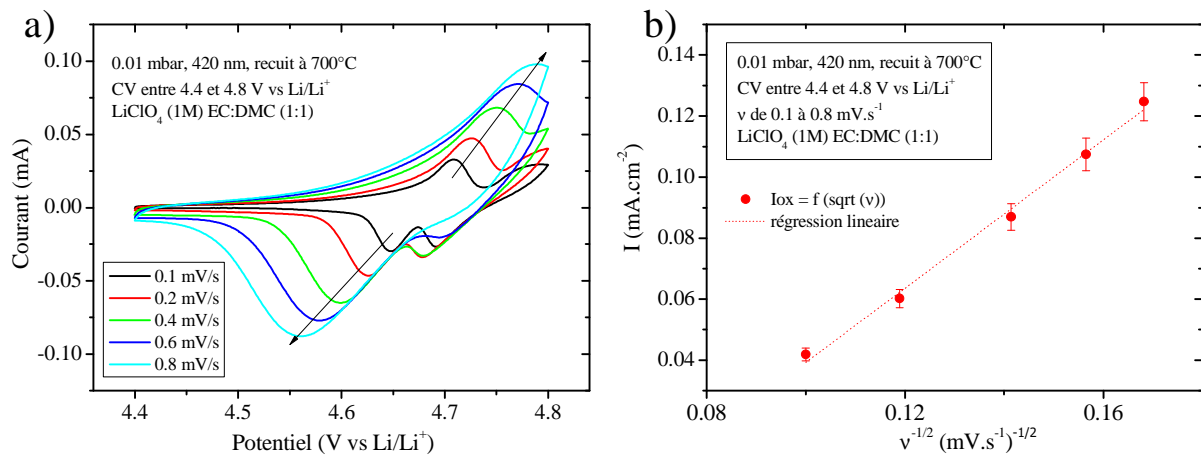 a)
0.01 mbar, 420 nm, recuit à 700°C
CV entre 4.4 et 4.8 V vs Li/Li⁺
LiClO₄ (1M) EC:DMC (1:1)
0.10
0.05
0.00
-0.05
-0.10
Courant (mA)
0.1 mV/s
0.2 mV/s
0.4 mV/s
0.6 mV/s
0.8 mV/s
4.4 4.5 4.6 4.7 4.8
Potentiel (V vs Li/Li⁺)
b)
0.01 mbar, 420 nm, recuit à 700°C
CV entre 4.4 et 4.8 V vs Li/Li⁺
ν de 0.1 à 0.8 mV.s⁻¹
LiClO₄ (1M) EC:DMC (1:1)
Iox = f (sqrt (ν))
régression lineaire
0.14
0.12
0.10
0.08
0.06
0.04
I (mA.cm⁻²)
0.08 0.12 0.16
ν⁻¹/² (mV.s⁻¹)⁻¹/²